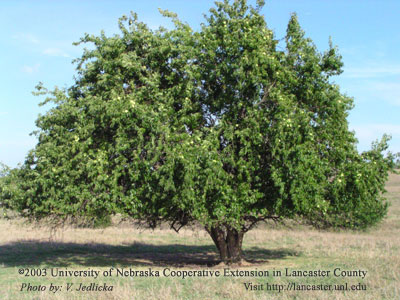 ©2003 University of Nebraska Cooperative Extension in Lancaster County
Photo by: V. Jedlicka Visit http://lancaster.unl.edu